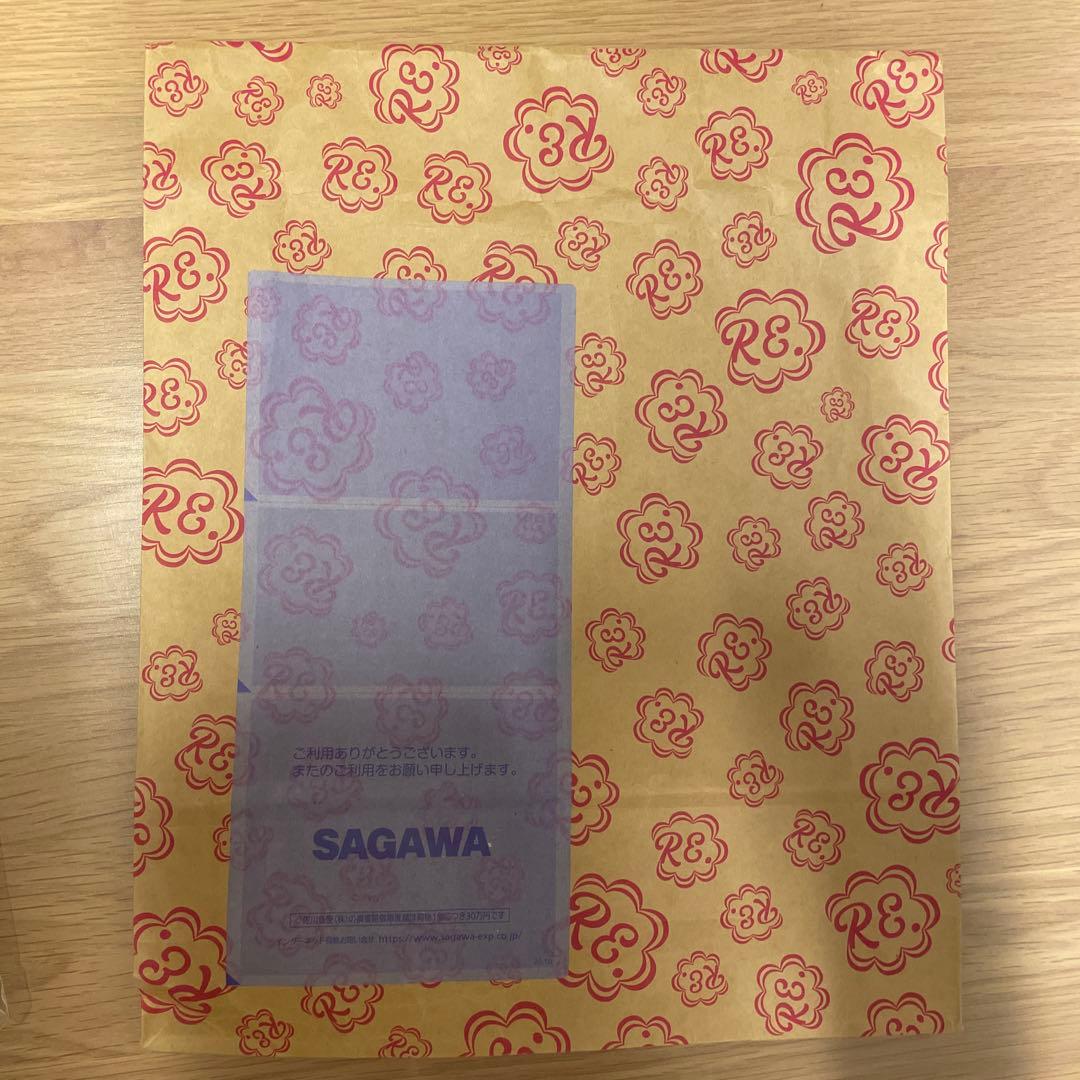 RE.
ご利用ありがとうございます。
またのご利用をお願い申し上げます。
SAGAWA
https://www.sagawa-exp.co.jp/